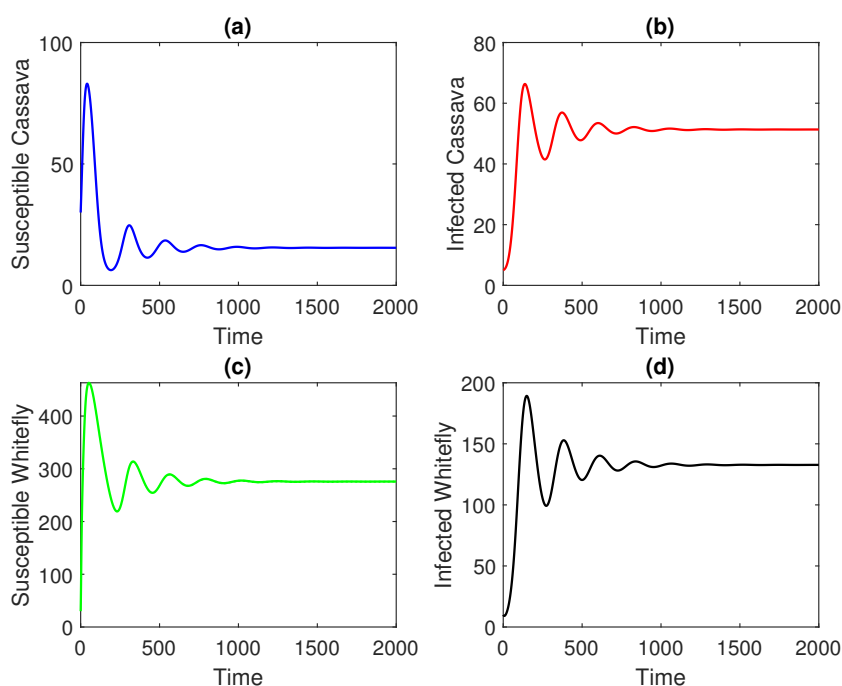 (a)
Susceptible Cassava
100
50
0
0 500 1000 1500 2000
Time
(b)
Infected Cassava
80
60
40
20
0
0 500 1000 1500 2000
Time
(c)
Susceptible Whitefly
400
300
200
100
0
0 500 1000 1500 2000
Time
(d)
Infected Whitefly
200
150
100
50
0
0 500 1000 1500 2000
Time